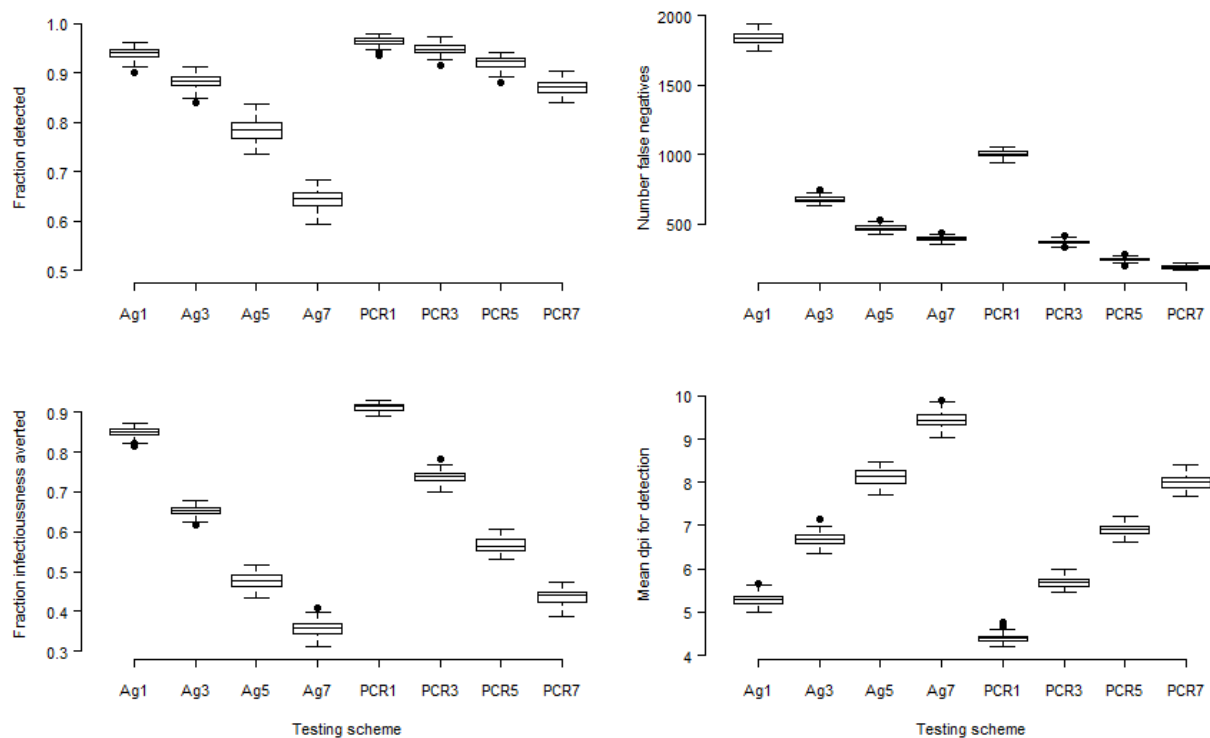 Fraction detected
1.0
0.9
0.8
0.7
0.6
0.5
Ag1 Ag3 Ag5 Ag7 PCR1 PCR3 PCR5 PCR7
Number false negatives
2000
1500
1000
500
Ag1 Ag3 Ag5 Ag7 PCR1 PCR3 PCR5 PCR7
Fraction infectioussness averted
0.9
0.8
0.7
0.6
0.5
0.4
0.3
Ag1 Ag3 Ag5 Ag7 PCR1 PCR3 PCR5 PCR7
Testing scheme
Mean dpi for detection
10
9
8
7
6
5
4
Ag1 Ag3 Ag5 Ag7 PCR1 PCR3 PCR5 PCR7
Testing scheme